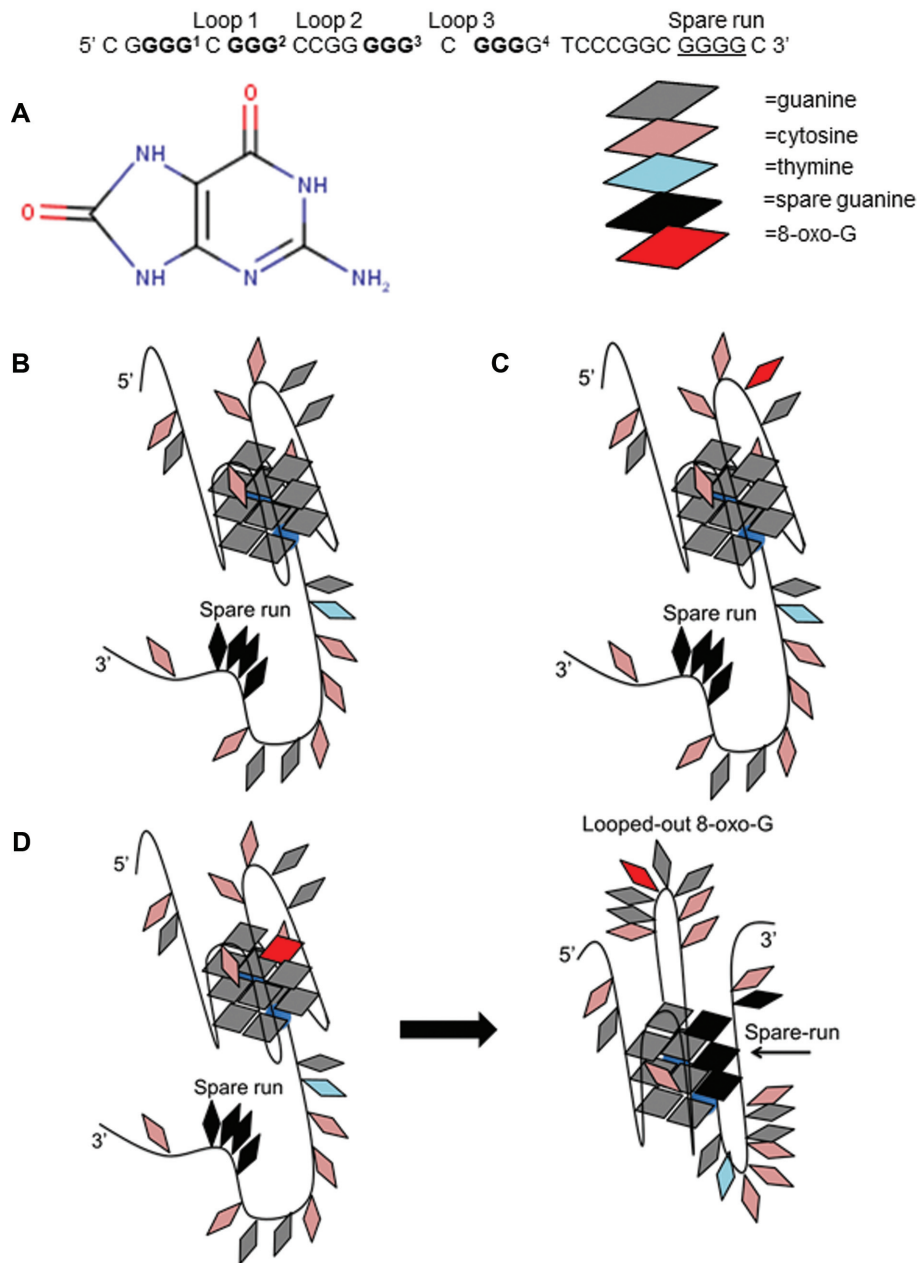 Loop 1 Loop 2 Loop 3 Spare run
5' C GGGG¹ C GGG² CCGG GGG³ C GGGG⁴ TCCCGGC GGGG C 3'
A
O
NH
NH
O
NH
N
NH₂
=guanine
=cytosine
=thymine
=spare guanine
=8-oxo-G
B
5'
Spare run
3'
C
5'
Spare run
3'
D
5'
Spare run
3'
Looped-out 8-oxo-G
5'
3'
Spare-run